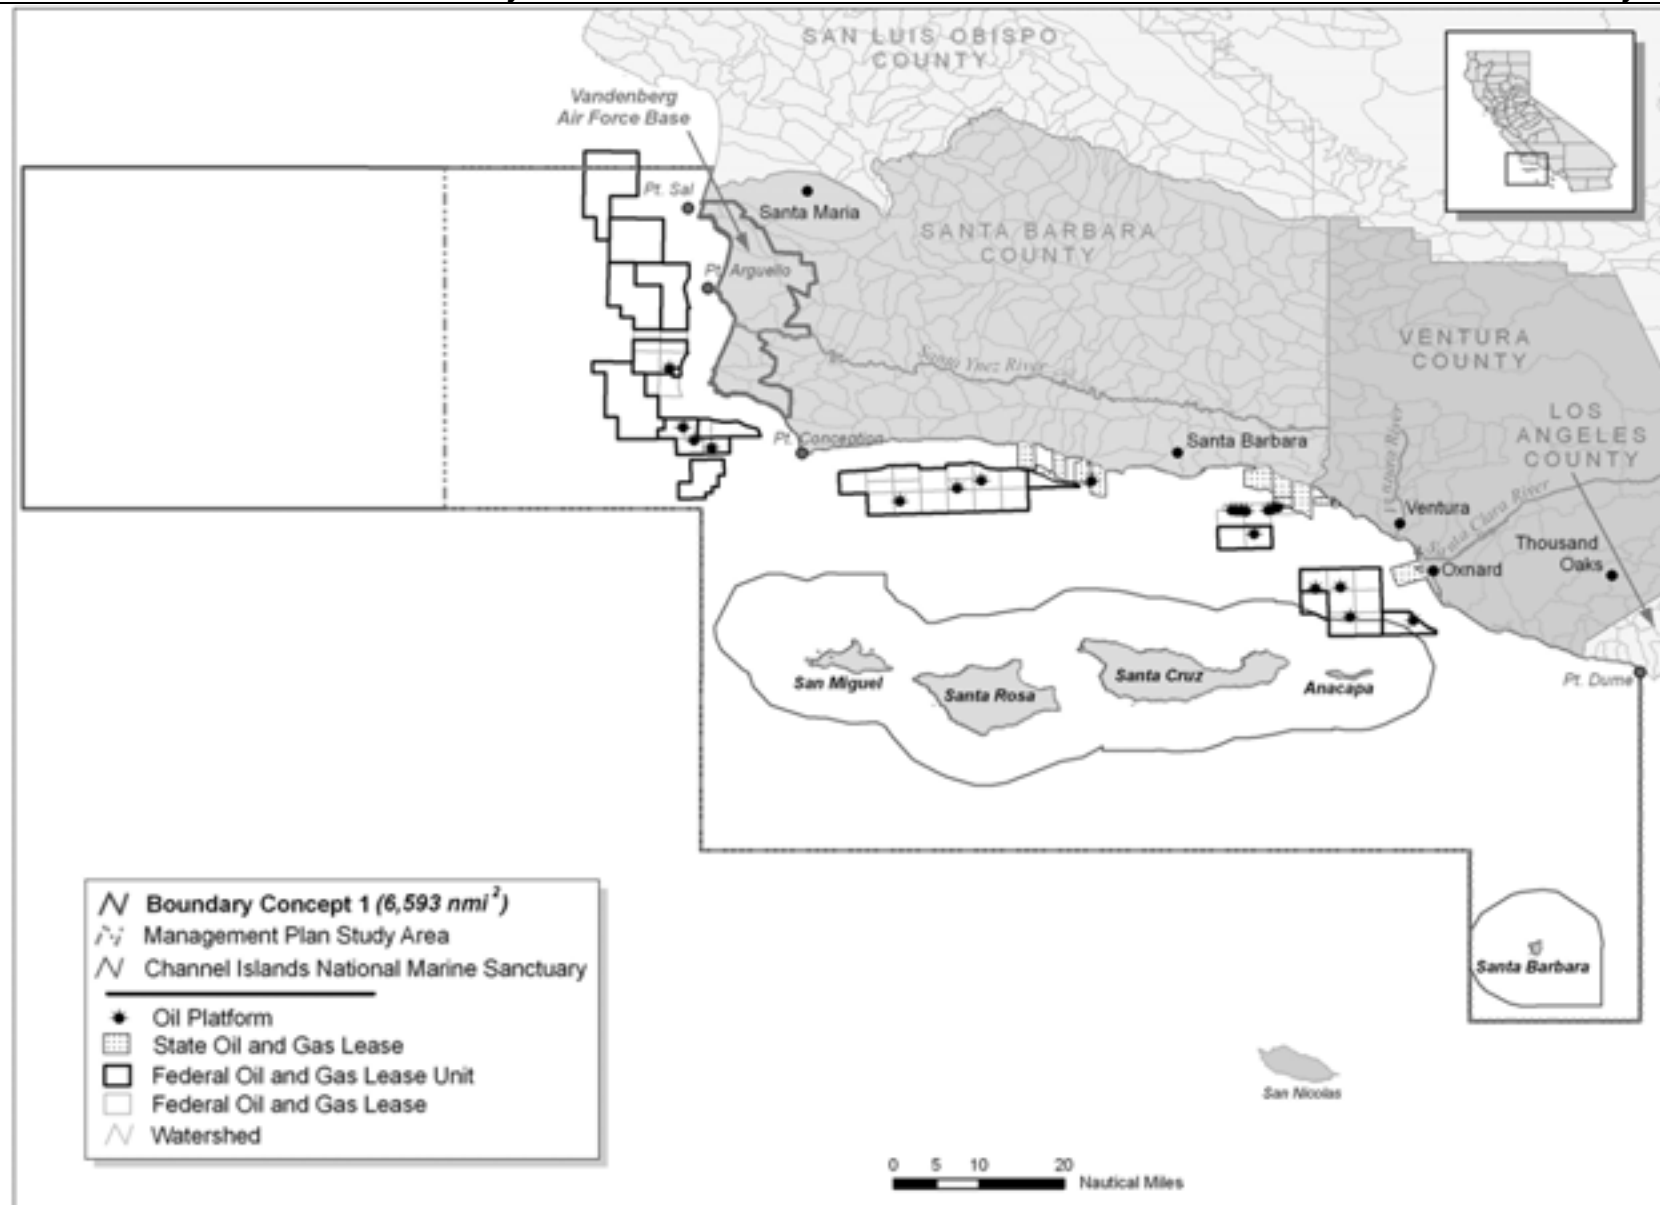 SAN LUIS OBISPO
COUNTY
Vandenberg
Air Force Base
Pt. Sal
Santa Maria
SANTA BARBARA
COUNTY
Pt. Arguello
VENTURA
COUNTY
Santa Ynez River
LOS
ANGELES
COUNTY
Pt. Conception
Santa Barbara
Ventura River
Ventura
Santa Clara River
Thousand
Oaks
Oxnard
San Miguel
Santa Rosa
Santa Cruz
Anacapa
Pt. Dume
Boundary Concept 1 (6,593 nmi²)
Management Plan Study Area
Channel Islands National Marine Sanctuary
Oil Platform
State Oil and Gas Lease
Federal Oil and Gas Lease Unit
Federal Oil and Gas Lease
Watershed
Santa Barbara
San Nicolas
0 5 10 20
Nautical Miles